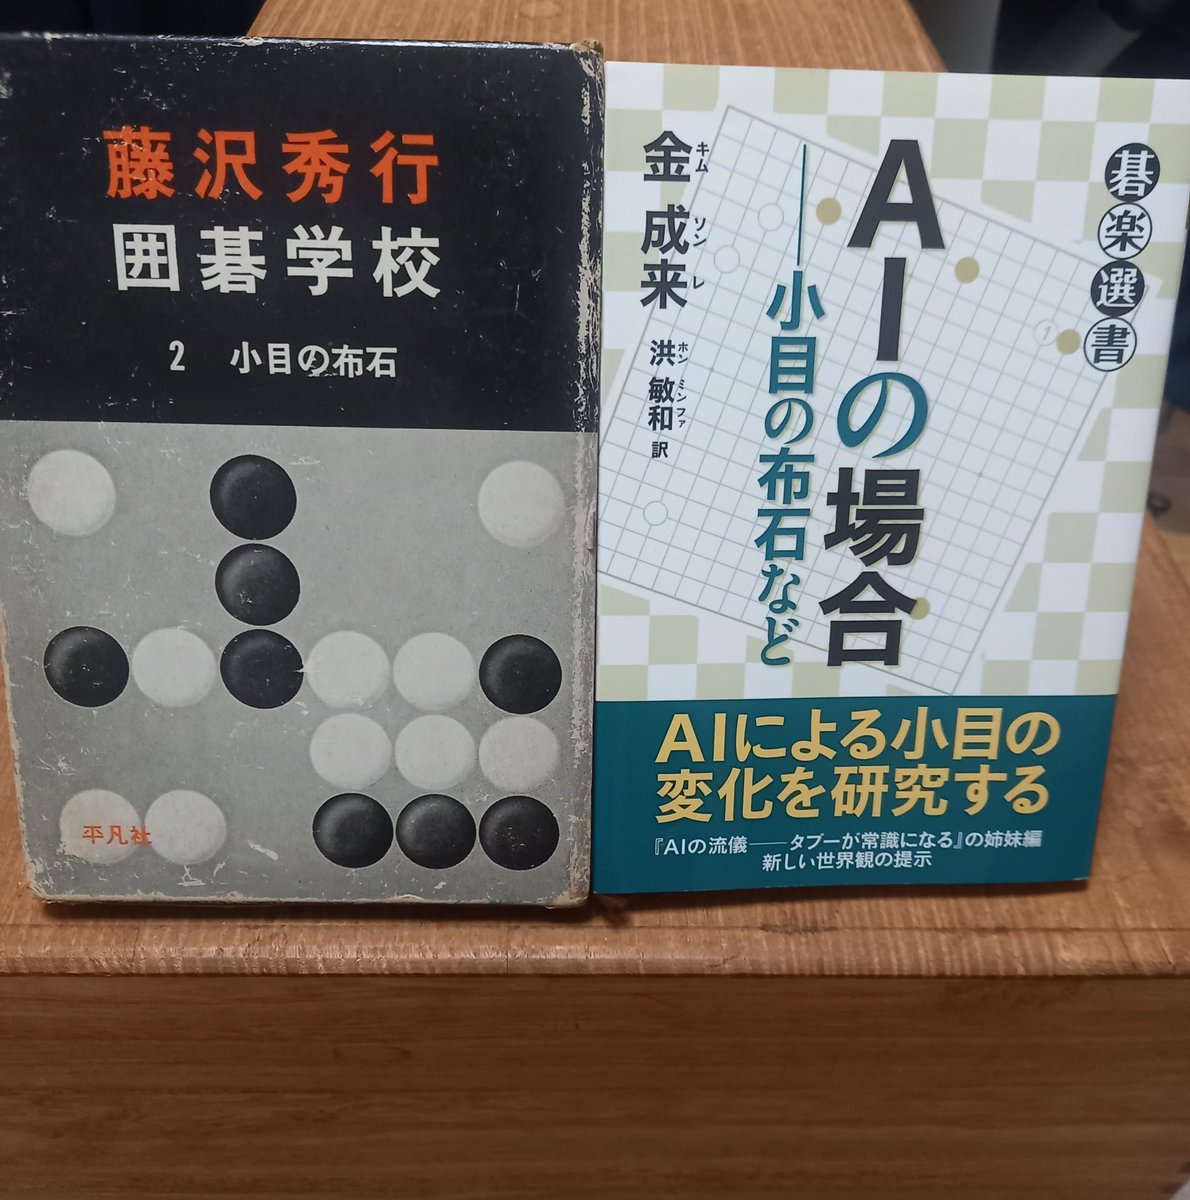 藤沢秀行
囲碁学校
2 小目の布石
平凡社
碁楽選書
AIの場合
──小目の布石など
金成来
キムソンレ
洪敏和訳
ホンミンファ
AIによる小目の
変化を研究する
『AIの流儀──タブーが常識になる』の姉妹編
新しい世界観の提示
1